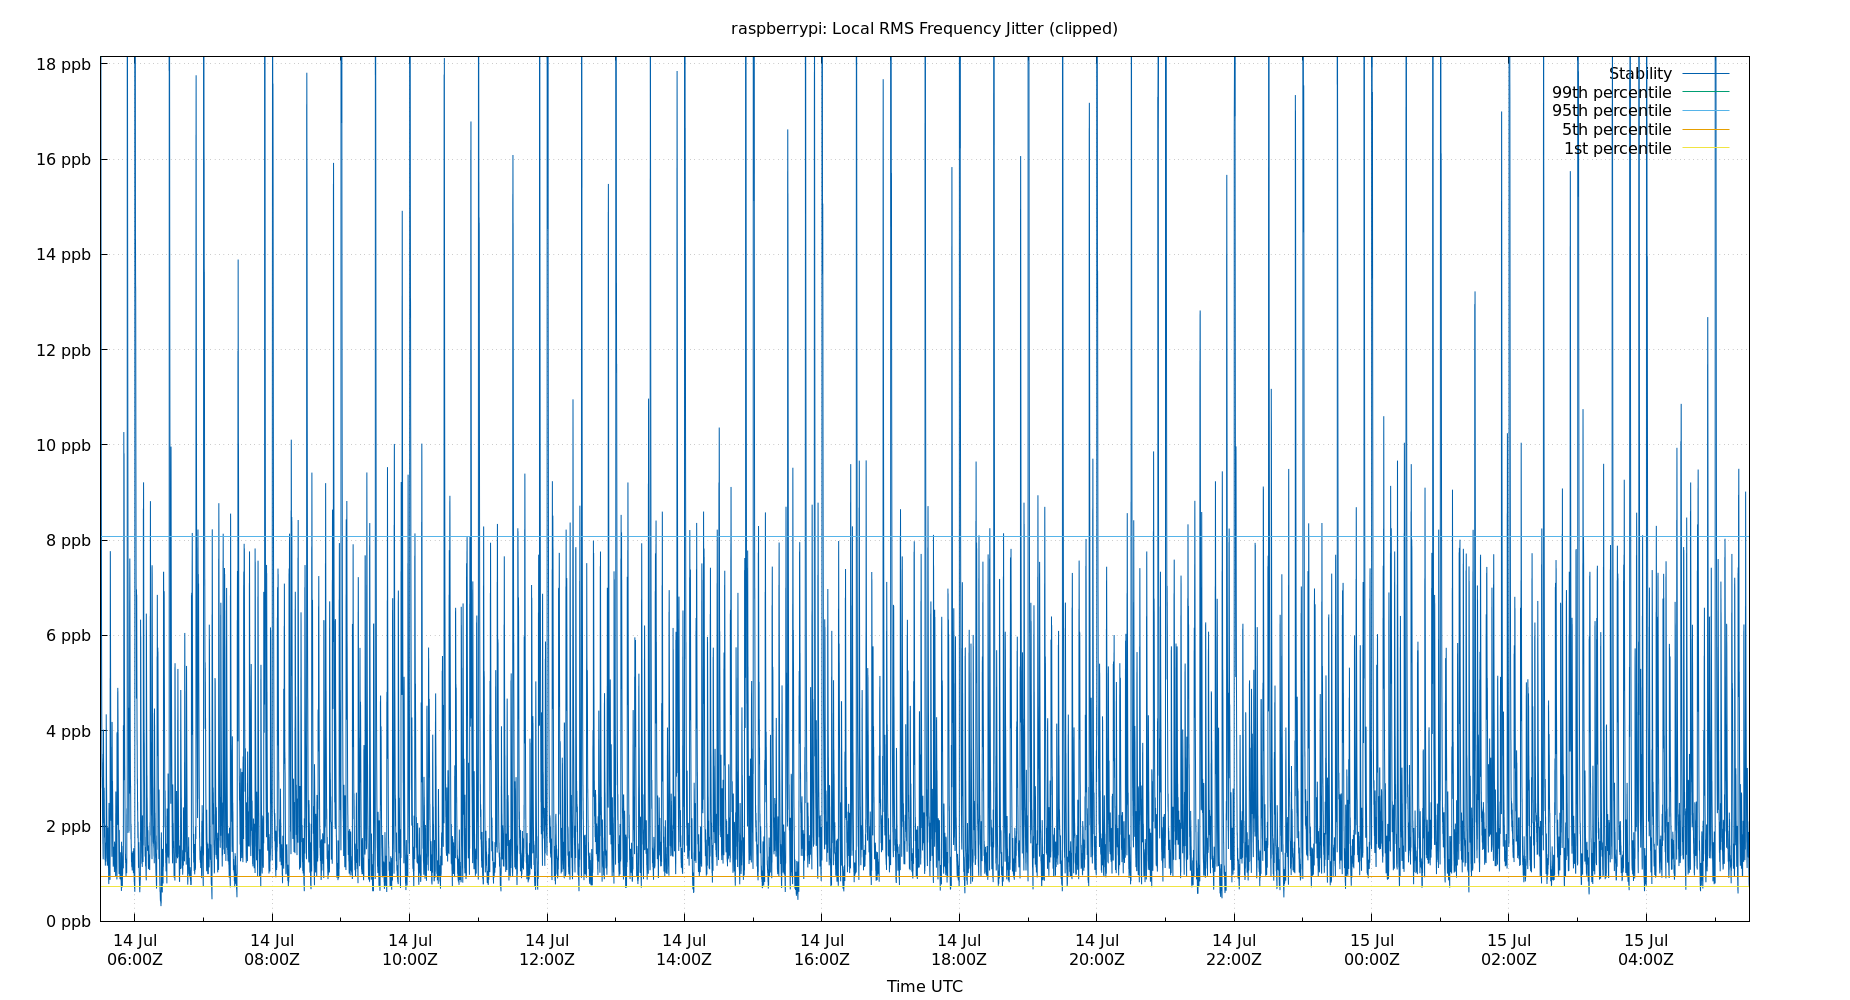 raspberrypi: Local RMS Frequency Jitter (clipped)
18 ppb
16 ppb
14 ppb
12 ppb
10 ppb
8 ppb
6 ppb
4 ppb
2 ppb
0 ppb
Stability
99th percentile
95th percentile
5th percentile
1st percentile
14 Jul 14 Jul 14 Jul 14 Jul 14 Jul 14 Jul 14 Jul 14 Jul 14 Jul 15 Jul 15 Jul 15 Jul
06:00Z 08:00Z 10:00Z 12:00Z 14:00Z 16:00Z 18:00Z 20:00Z 22:00Z 00:00Z 02:00Z 04:00Z
Time UTC